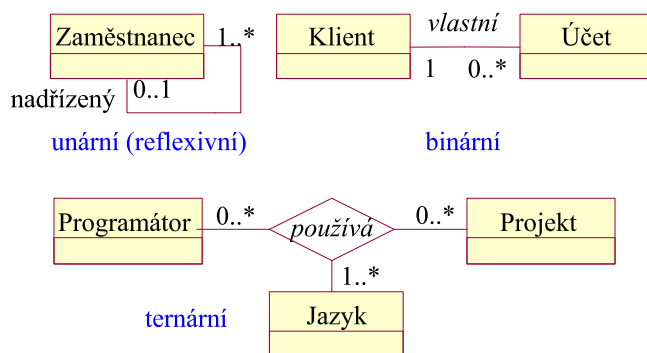 Zaměstnanec 1..* Klient vlastní Účet
nadřízený 0..1 1 0..*
unární (reflexivní) binární
Programátor 0..* používá 0..* Projekt
1..*
ternární Jazyk